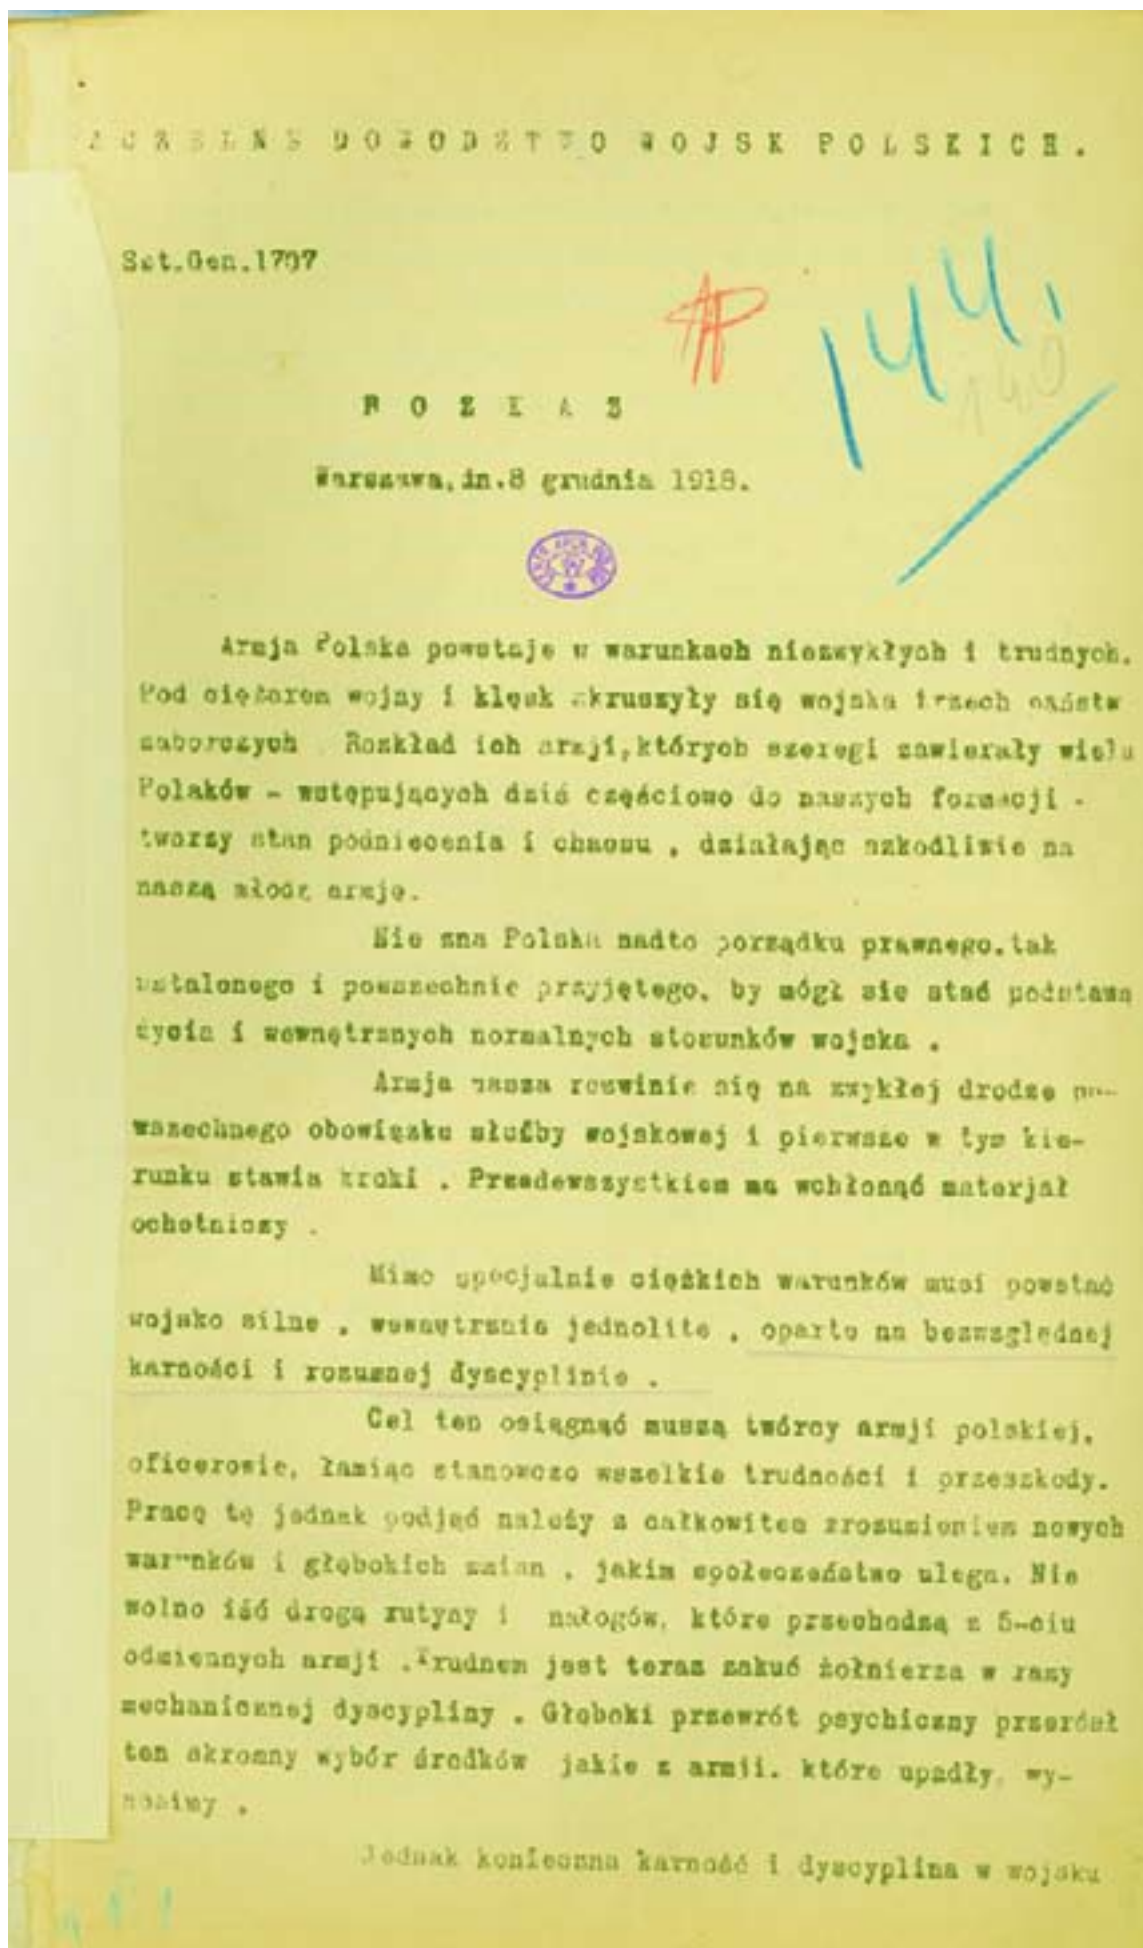 NACZELNE DOWODZTWO WOJSK POLSKICH.
Szt.Gen.1707
144.
140
ROZKAZ
Warszawa, dn.8 grudnia 1918.
Armja Polska powstaje w warunkach niezwykłych i trudnych.
Pod ciężarem wojny i klęsk skruszyły się wojska trzech państw
zaborczych . Rozkład ich armji, których szeregi zawierały wielu
Polaków - wstępujących dziś częściowo do naszych formacji -
tworzy stan podniecenia i chaosu , działając szkodliwie na
naszą młodą armję.
Nie zna Polska nadto porządku prawnego, tak
ustalonego i powszechnie przyjętego, by mógł sie stać podstawą
życia i wewnętrznych normalnych stosunków wojska .
Armja nasza rozwinie się na zwykłej drodze po-
wszechnego obowiązku służby wojskowej i pierwsze w tym kie-
runku stawia kroki . Przedewszystkiem ma wchłonąć materjał
ochotniczy .
Mimo specjalnie ciężkich warunków musi powstać
wojsko silne , wewnętrznie jednolite , oparte na bezwzględnej
karności i rozumnej dyscyplinie .
Cel ten osiągnąć muszą twórcy armji polskiej,
oficerowie, łamiąc stanowczo wszelkie trudności i przeszkody.
Pracę tę jednak podjąć należy z całkowitem zrozumieniem nowych
warunków i głębokich zmian , jakim społeczeństwo ulega. Nie
wolno iść drogą rutyny i nałogów, które przechodzą z 5-ciu
odmiennych armji .Trudnem jest teraz zakuć żołnierza w ramy
mechanicznej dyscypliny . Głęboki przewrót psychiczny przerósł
ten skromny wybór środków jakie z armji. które upadły, wy-
nosimy .
Jednak konieczna karność i dyscyplina w wojsku